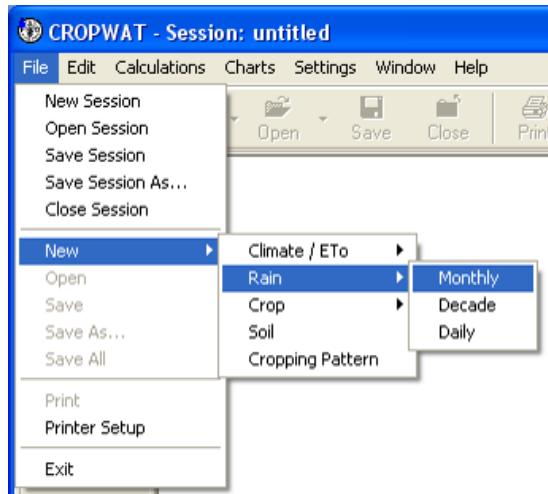 CROPWAT - Session: untitled
File Edit Calculations Charts Settings Window Help
Open Save Close Print
New Session
Open Session
Save Session
Save Session As...
Close Session
New
Open
Save
Save As...
Save All
Print
Printer Setup
Exit
Climate / ETo
Rain
Crop
Soil
Cropping Pattern
Monthly
Decade
Daily